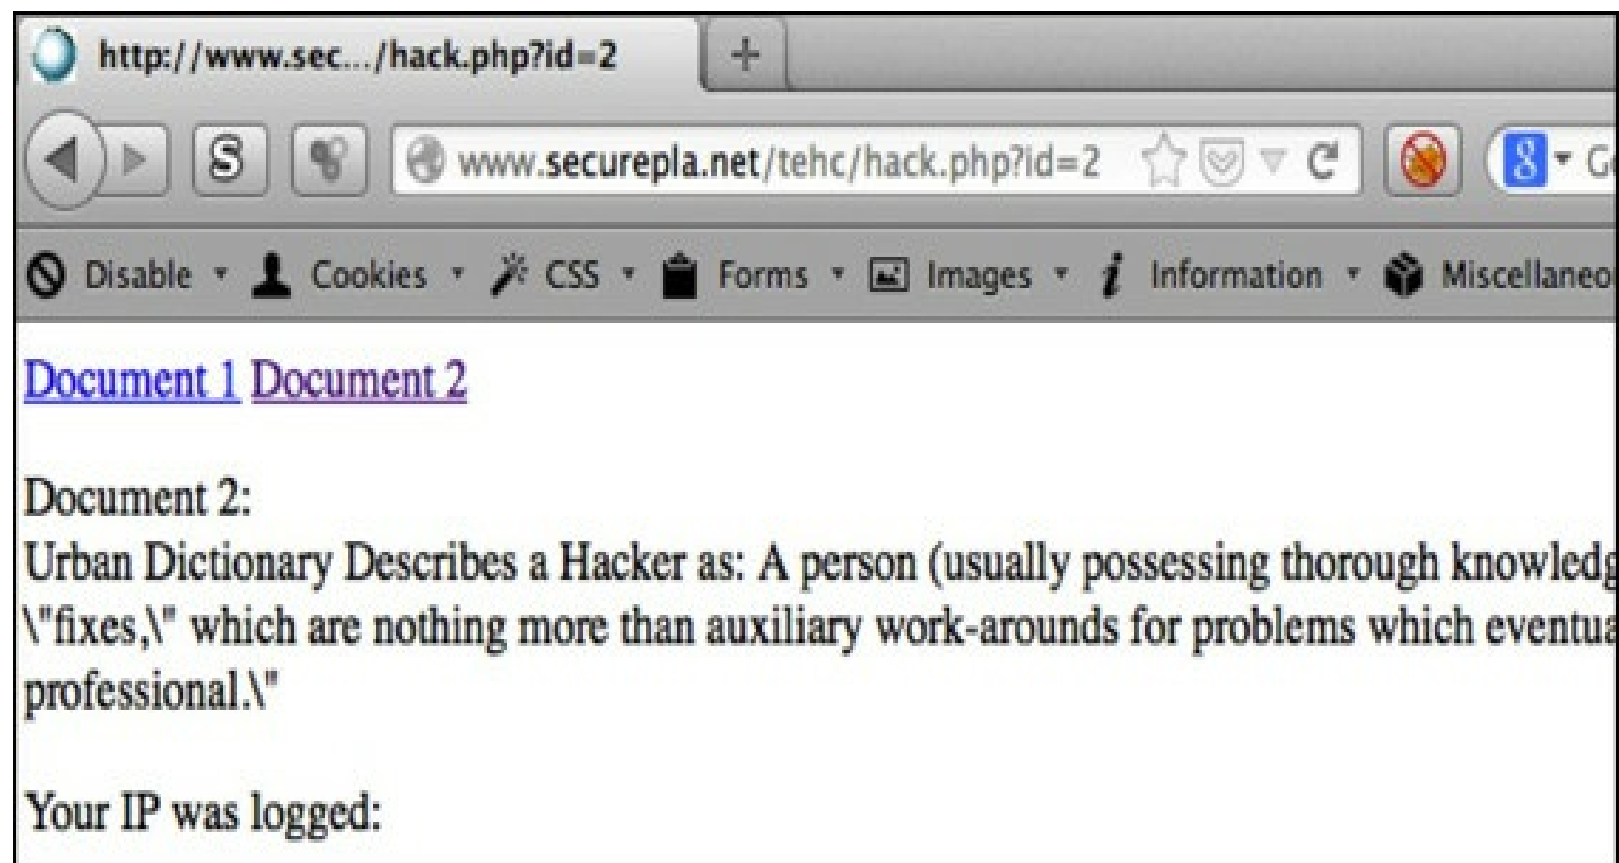 http://www.sec.../hack.php?id=2
www.securepla.net/tehc/hack.php?id=2
Disable Cookies CSS Forms Images Information
Document 1 Document 2
Document 2:
Urban Dictionary Describes a Hacker as: A person (usually possessing thorough
\"fixes,\" which are nothing more than auxiliary work-arounds for problems which
professional.\"
Your IP was logged: